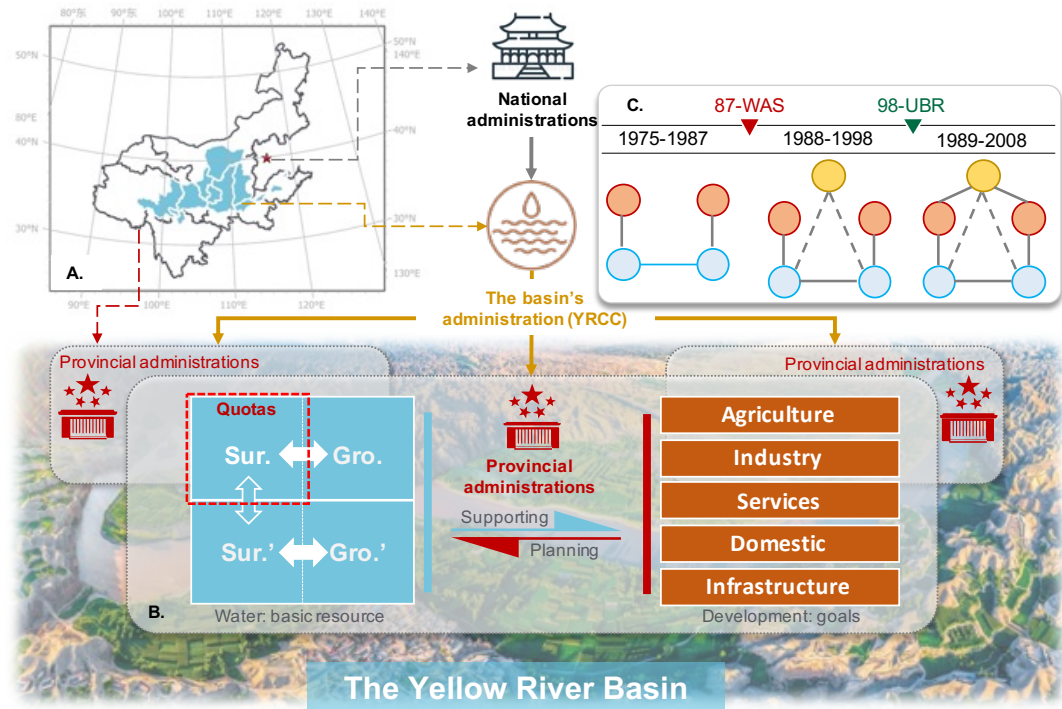 80°东
90°东
100°E
110°E
120°E
130°E
140°E
50°N
50°N
140°E
80°E
40°N
40°N
30°N
30°N
130°E
90°E
100°E
110°E
120°E
A.
National
administrations
The basin's
administration (YRCC)
C.
87-WAS
98-UBR
1975-1987
1988-1998
1989-2008
Provincial administrations
Provincial administrations
Quotas
Sur.
Gro.
Sur.’
Gro.’
B.
Water: basic resource
Provincial
administrations
Supporting
Planning
Agriculture
Industry
Services
Domestic
Infrastructure
Development: goals
The Yellow River Basin